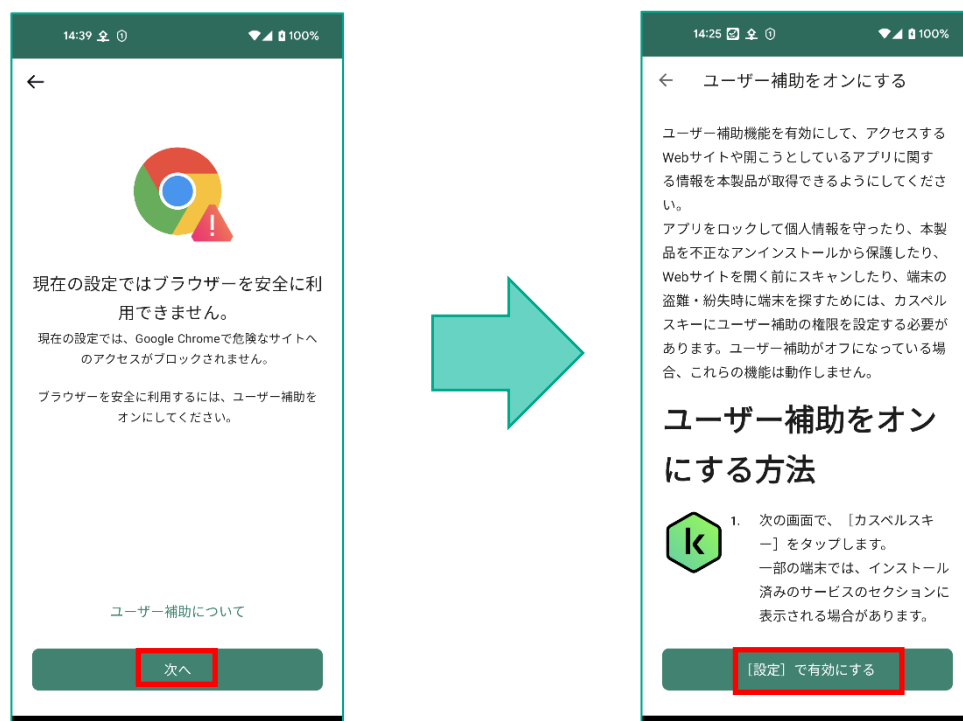 14:39
100%
現在の設定ではブラウザーを安全に利
用できません。
現在の設定では、Google Chromeで危険なサイトへ
のアクセスがブロックされません。
ブラウザーを安全に利用するには、ユーザー補助を
オンにしてください。
ユーザー補助について
次へ
14:25
100%
ユーザー補助をオンにする
ユーザー補助機能を有効にして、アクセスする
Webサイトや開こうとしているアプリに関す
る情報を本製品が取得できるようにしてくださ
い。
アプリをロックして個人情報を守ったり、本製
品を不正なアンインストールから保護したり、
Webサイトを開く前にスキャンしたり、端末の
盗難・紛失時に端末を探すためには、カスペル
スキーにユーザー補助の権限を設定する必要が
あります。ユーザー補助がオフになっている場
合、これらの機能は動作しません。
ユーザー補助をオン
にする方法
1. 次の画面で、［カスペルスキ
ー］をタップします。
一部の端末では、インストール
済みのサービスのセクションに
表示される場合があります。
［設定］で有効にする